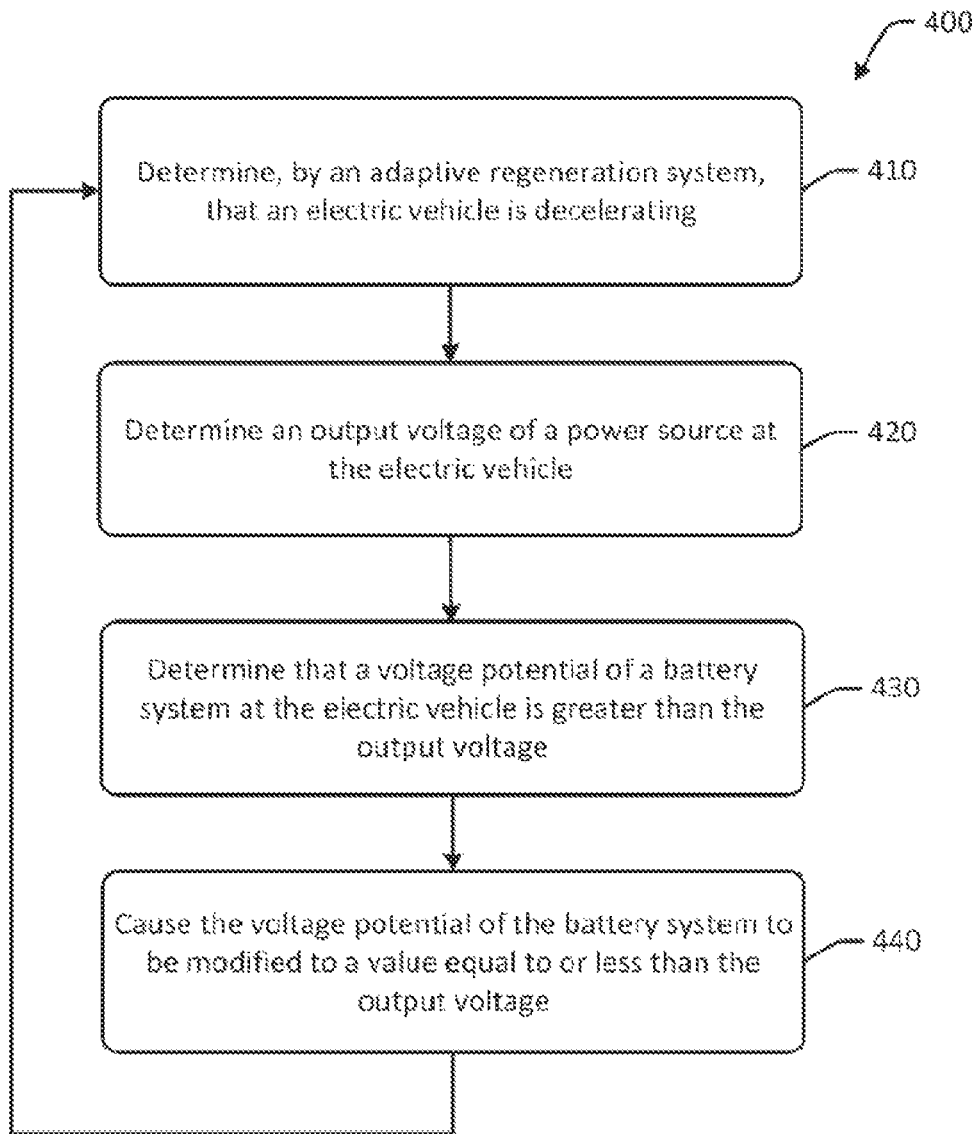 400
Determine, by an adaptive regeneration system,
that an electric vehicle is decelerating
410
Determine an output voltage of a power source at
the electric vehicle
420
Determine that a voltage potential of a battery
system at the electric vehicle is greater than the
output voltage
430
Cause the voltage potential of the battery system to
be modified to a value equal to or less than the
output voltage
440